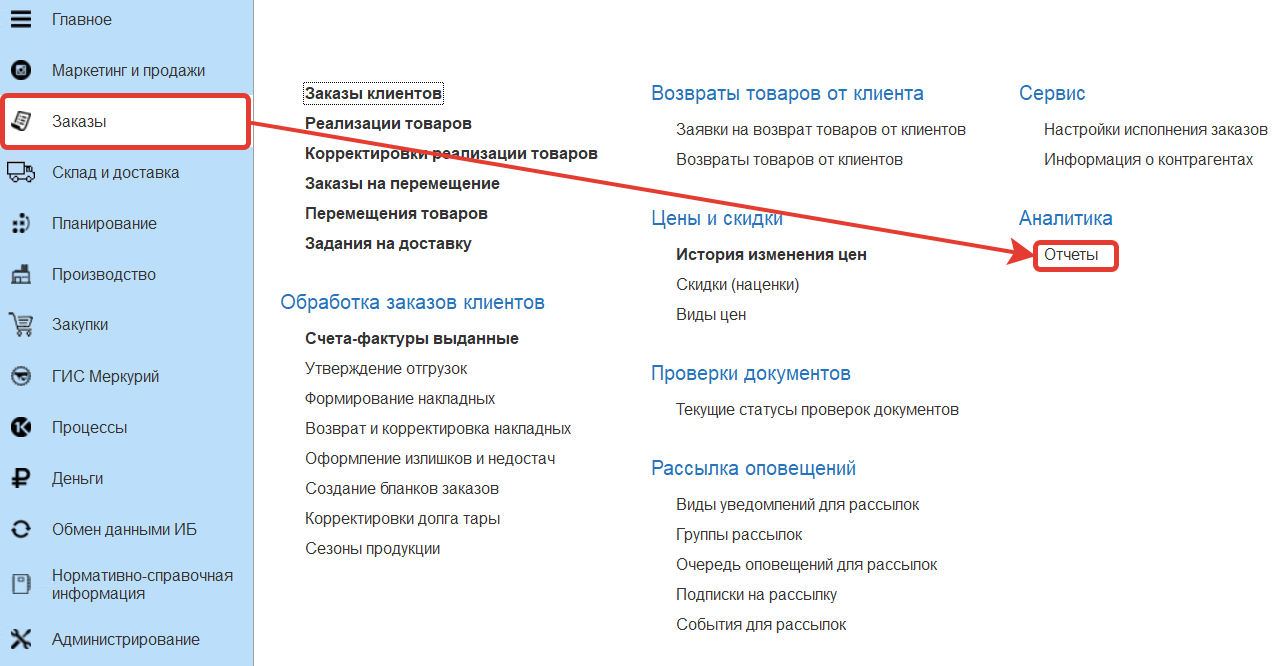 Главное
Маркетинг и продажи
Заказы
Склад и доставка
Планирование
Производство
Закупки
ГИС Меркурий
Процессы
Деньги
Обмен данными ИБ
Нормативно-справочная
информация
Администрирование
Заказы клиентов
Реализации товаров
Корректировки реализации товаров
Заказы на перемещение
Перемещения товаров
Задания на доставку
Обработка заказов клиентов
Счета-фактуры выданные
Утверждение отгрузок
Формирование накладных
Возврат и корректировка накладных
Оформление излишков и недостач
Создание бланков заказов
Корректировки долга тары
Сезоны продукции
Возвраты товаров от клиента
Заявки на возврат товаров от клиентов
Возвраты товаров от клиентов
Цены и скидки
История изменения цен
Скидки (наценки)
Виды цен
Проверки документов
Текущие статусы проверок документов
Рассылка оповещений
Виды уведомлений для рассылок
Группы рассылок
Очередь оповещений для рассылок
Подписки на рассылку
События для рассылок
Сервис
Настройки исполнения заказов
Информация о контрагентах
Аналитика
Отчеты